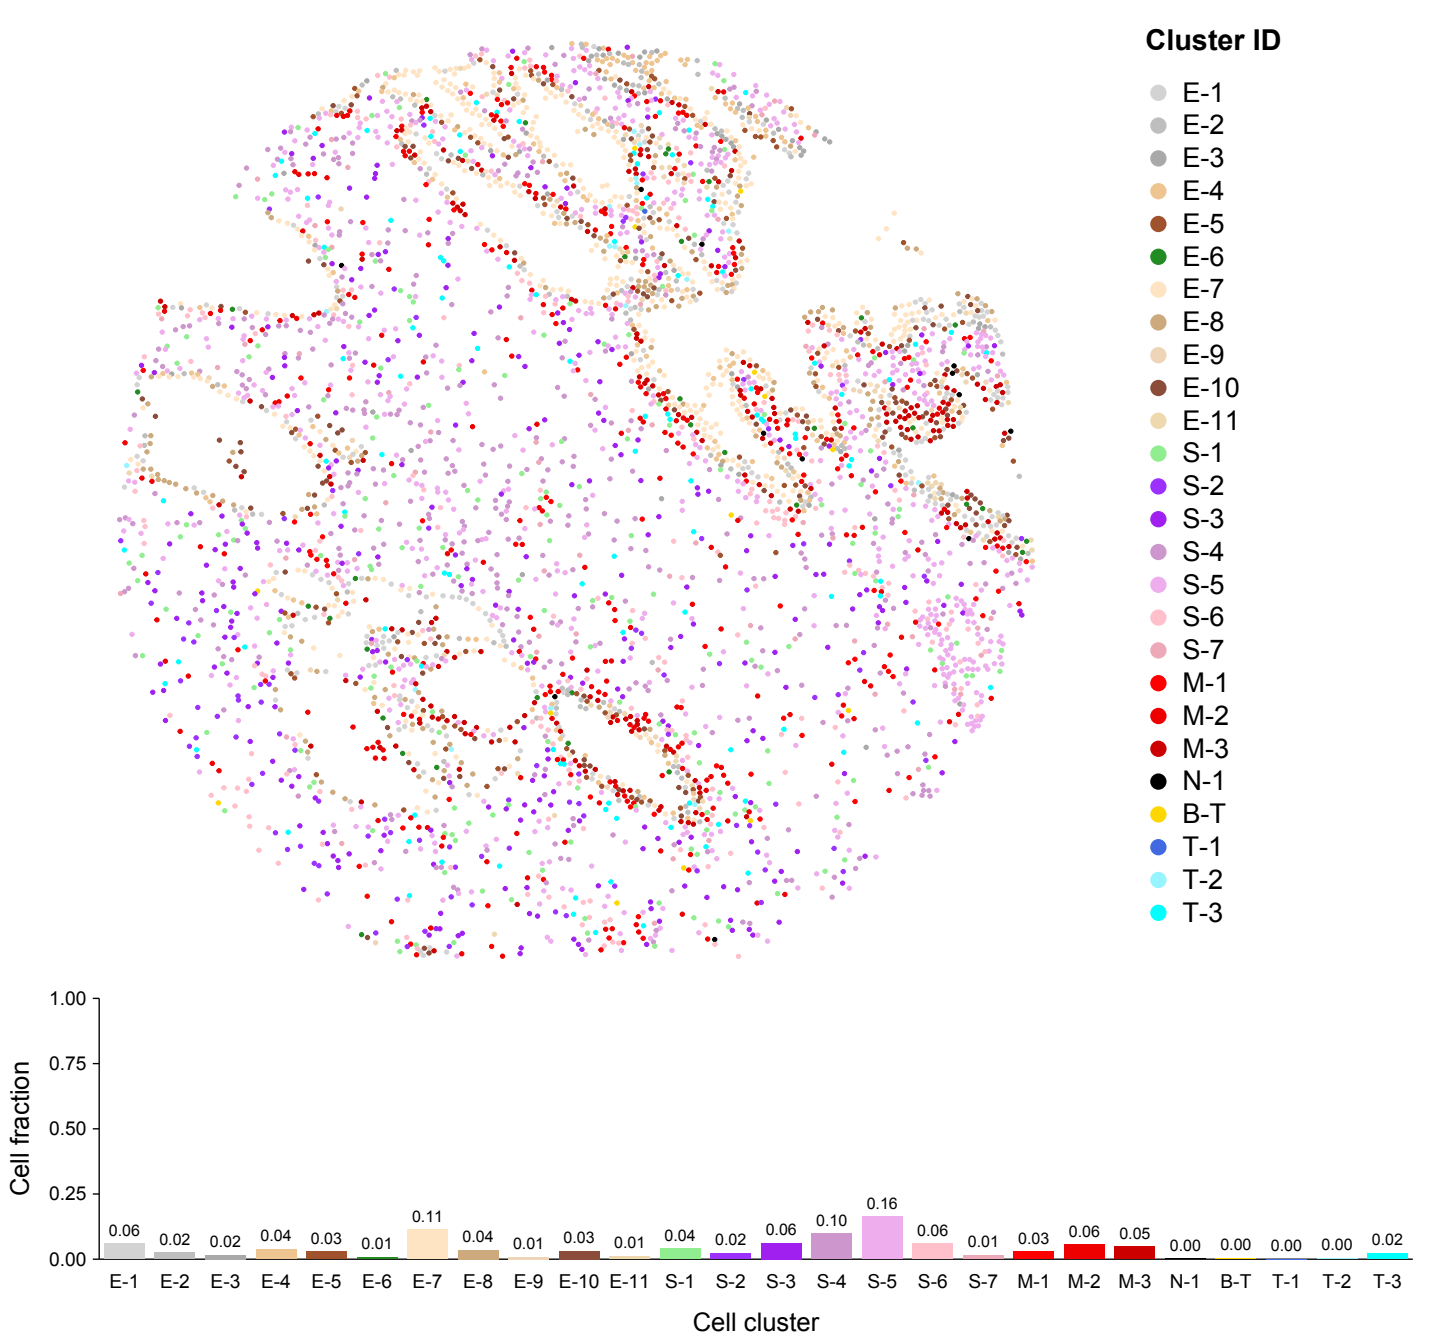 Cluster ID
E-1
E-2
E-3
E-4
E-5
E-6
E-7
E-8
E-9
E-10
E-11
S-1
S-2
S-3
S-4
S-5
S-6
S-7
M-1
M-2
M-3
N-1
B-T
T-1
T-2
T-3
1.00
0.75
0.50
0.25
0.00
Cell fraction
0.06 0.02 0.02 0.04 0.03 0.01 0.11 0.04 0.01 0.03 0.01 0.04 0.02 0.06 0.10 0.16 0.06 0.01 0.03 0.06 0.05 0.00 0.00 0.00 0.00 0.02
E-1 E-2 E-3 E-4 E-5 E-6 E-7 E-8 E-9 E-10 E-11 S-1 S-2 S-3 S-4 S-5 S-6 S-7 M-1 M-2 M-3 N-1 B-T T-1 T-2 T-3
Cell cluster